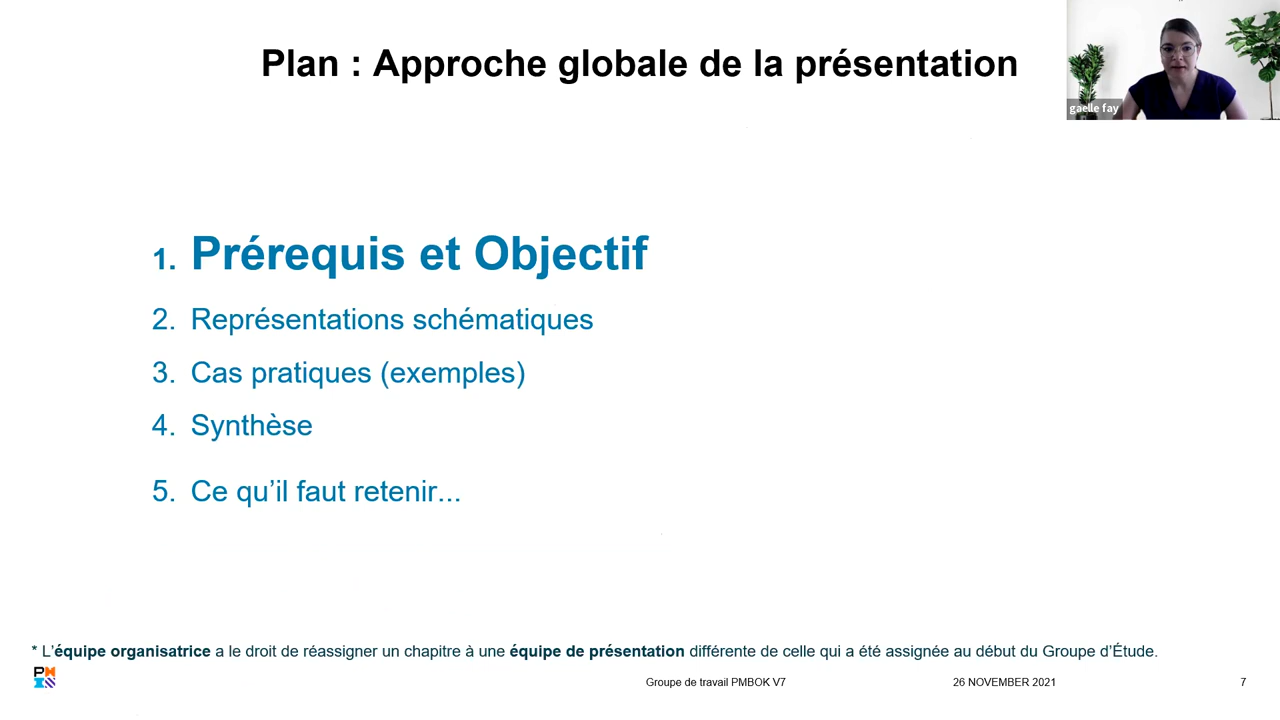 Plan : Approche globale de la présentation
gaelle fay
1. Prérequis et Objectif
2. Représentations schématiques
3. Cas pratiques (exemples)
4. Synthèse
5. Ce qu’il faut retenir...
* L’équipe organisatrice a le droit de réassigner un chapitre à une équipe de présentation différente de celle qui a été assignée au début du Groupe d’Étude.
Groupe de travail PMBOK V7
26 NOVEMBER 2021
7